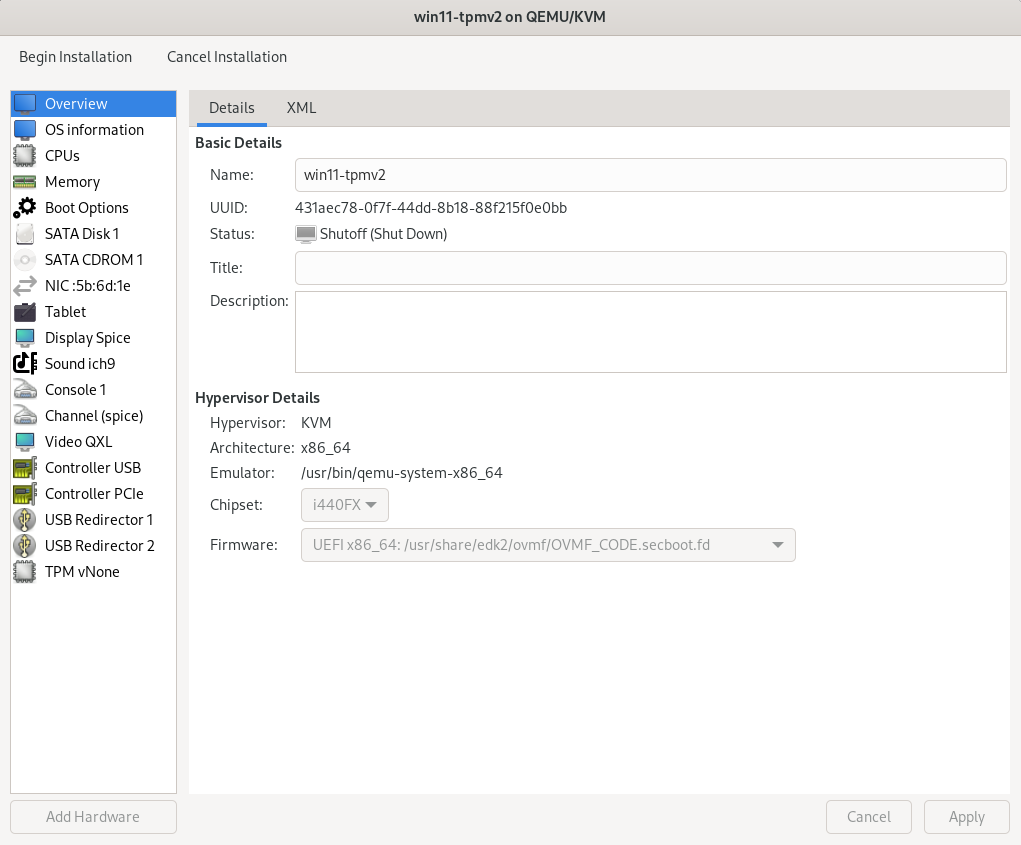 win11-tpmv2 on QEMU/KVM
Begin Installation
Cancel Installation
Overview
OS information
CPUs
Memory
Boot Options
SATA Disk 1
SATA CDROM 1
NIC :5b:6d:1e
Tablet
Display Spice
Sound ich9
Console 1
Channel (spice)
Video QXL
Controller USB
Controller PCIe
USB Redirector 1
USB Redirector 2
TPM vNone
Add Hardware
Details
XML
Basic Details
Name: win11-tpmv2
UUID: 431aec78-0f7f-44dd-8b18-88f215f0e0bb
Status: Shutoff (Shut Down)
Title:
Description:
Hypervisor Details
Hypervisor: KVM
Architecture: x86_64
Emulator: /usr/bin/qemu-system-x86_64
Chipset: i440FX
Firmware: UEFI x86_64: /usr/share/edk2/ovmf/OVMF_CODE.secboot.fd
Cancel
Apply